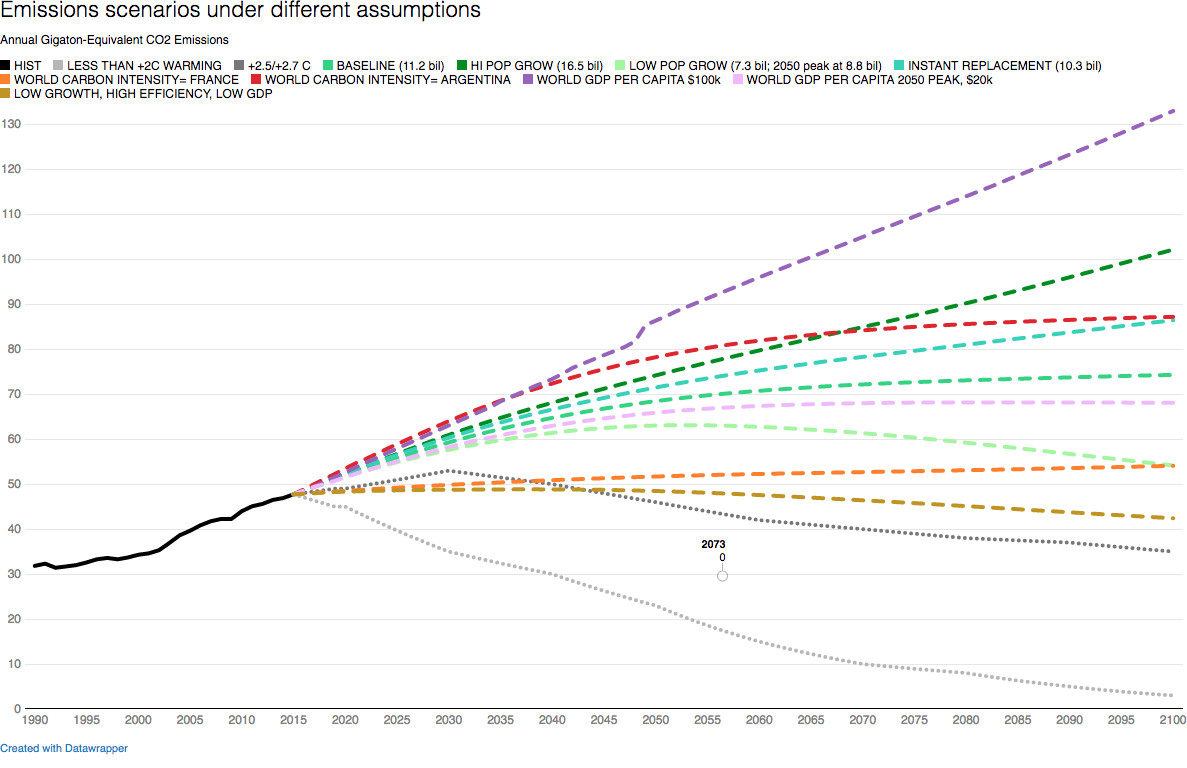 Emissions scenarios under different assumptions
Annual Gigaton-Equivalent CO2 Emissions
HIST LESS THAN +2C WARMING +2.5/+2.7 C BASELINE (11.2 bil) HI POP GROW (16.5 bil) LOW POP GROW (7.3 bil; 2050 peak at 8.8 bil) INSTANT REPLACEMENT (10.3 bil)
WORLD CARBON INTENSITY= FRANCE WORLD CARBON INTENSITY= ARGENTINA WORLD GDP PER CAPITA $100k WORLD GDP PER CAPITA 2050 PEAK, $20k
LOW GROWTH, HIGH EFFICIENCY, LOW GDP
130
120
110
100
90
80
70
60
50
40
2073
0
30
20
10
0
1990 1995 2000 2005 2010 2015 2020 2025 2030 2035 2040 2045 2050 2055 2060 2065 2070 2075 2080 2085 2090 2095 2100
Created with Datawrapper